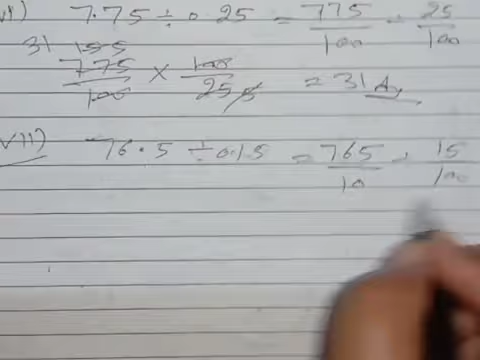 vi) 7.75 ÷ 0.25 = 775/100 ÷ 25/100
31 155
775/100 × 100/25 5 = 31 A
vii) 76.5 ÷ 0.15 = 765/10 ÷ 15/100